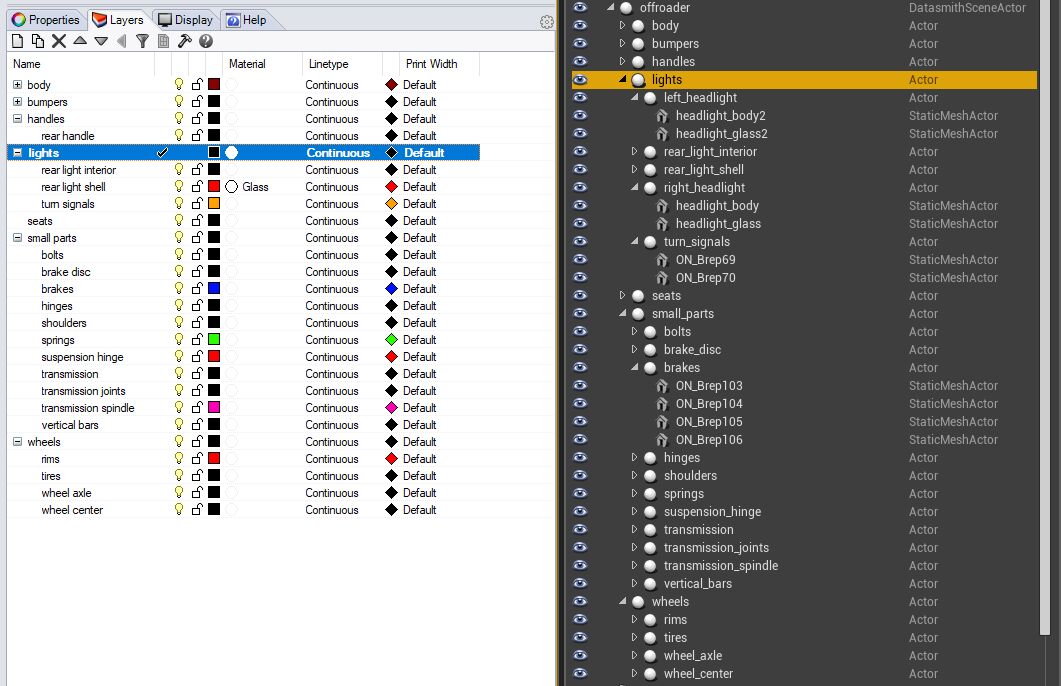 Properties Layers Display Help
Name Material Linetype Print Width
body Continuous Default
bumpers Continuous Default
handles Continuous Default
rear handle Continuous Default
lights Continuous Default
rear light interior Continuous Default
rear light shell Glass Continuous Default
turn signals Continuous Default
seats Continuous Default
small parts Continuous Default
bolts Continuous Default
brake disc Continuous Default
brakes Continuous Default
hinges Continuous Default
shoulders Continuous Default
springs Continuous Default
suspension hinge Continuous Default
transmission Continuous Default
transmission joints Continuous Default
transmission spindle Continuous Default
vertical bars Continuous Default
wheels Continuous Default
rims Continuous Default
tires Continuous Default
wheel axle Continuous Default
wheel center Continuous Default
offroader DatasmithSceneActor
body Actor
bumpers Actor
handles Actor
lights Actor
left_headlight Actor
headlight_body2 StaticMeshActor
headlight_glass2 StaticMeshActor
rear_light_interior Actor
rear_light_shell Actor
right_headlight Actor
headlight_body StaticMeshActor
headlight_glass StaticMeshActor
turn_signals Actor
ON_Brep69 StaticMeshActor
ON_Brep70 StaticMeshActor
seats Actor
small_parts Actor
bolts Actor
brake_disc Actor
brakes Actor
ON_Brep103 StaticMeshActor
ON_Brep104 StaticMeshActor
ON_Brep105 StaticMeshActor
ON_Brep106 StaticMeshActor
hinges Actor
shoulders Actor
springs Actor
suspension_hinge Actor
transmission Actor
transmission_joints Actor
transmission_spindle Actor
vertical_bars Actor
wheels Actor
rims Actor
tires Actor
wheel_axle Actor
wheel_center Actor